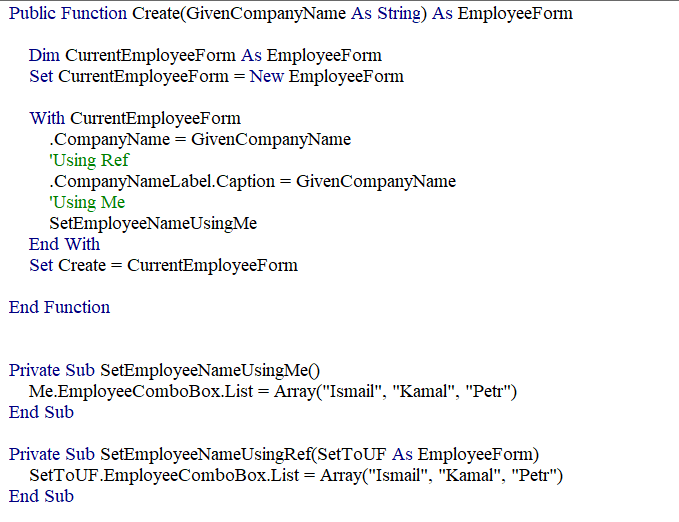 Public Function Create(GivenCompanyName As String) As EmployeeForm
Dim CurrentEmployeeForm As EmployeeForm
Set CurrentEmployeeForm = New EmployeeForm
With CurrentEmployeeForm
.CompanyName = GivenCompanyName
'Using Ref
.CompanyNameLabel.Caption = GivenCompanyName
'Using Me
SetEmployeeNameUsingMe
End With
Set Create = CurrentEmployeeForm
End Function
Private Sub SetEmployeeNameUsingMe()
Me.EmployeeComboBox.List = Array("Ismail", "Kamal", "Petr")
End Sub
Private Sub SetEmployeeNameUsingRef(SetToUF As EmployeeForm)
SetToUF.EmployeeComboBox.List = Array("Ismail", "Kamal", "Petr")
End Sub